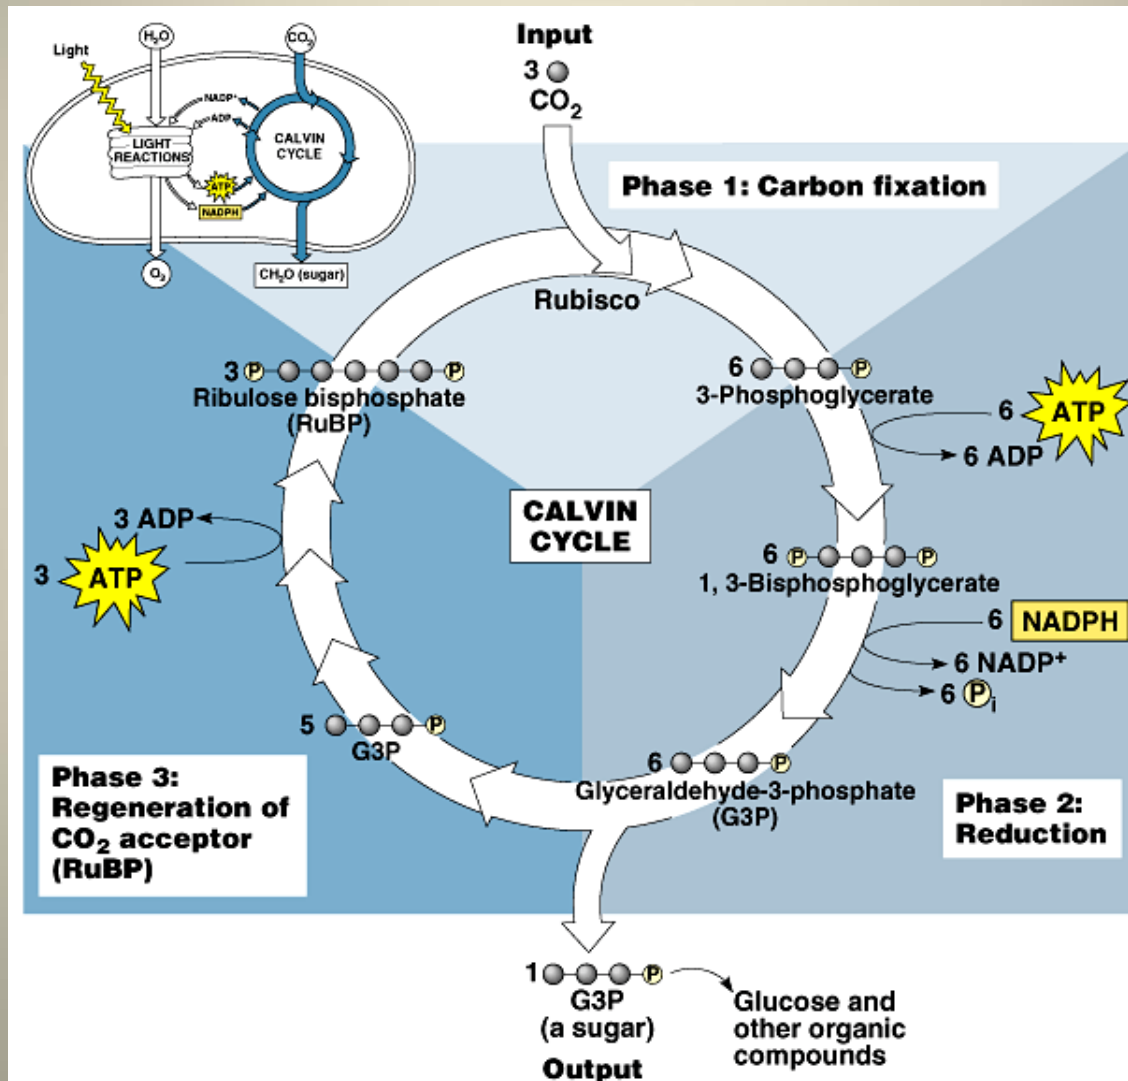 H₂O
CO₂
Light
NADP⁺
ADP
LIGHT
REACTIONS
CALVIN
CYCLE
ATP
NADPH
O₂
CH₂O (sugar)
Input
3
CO₂
Phase 1: Carbon fixation
Rubisco
3 P P
Ribulose bisphosphate
(RuBP)
6 P
3-Phosphoglycerate
6 ATP
6 ADP
CALVIN
CYCLE
3 ADP
3 ATP
6 P P
1, 3-Bisphosphoglycerate
6 NADPH
6 NADP⁺
6 Pᵢ
5 P
G3P
6 P
Glyceraldehyde-3-phosphate
(G3P)
Phase 3:
Regeneration of
CO₂ acceptor
(RuBP)
Phase 2:
Reduction
1 P
G3P
(a sugar)
Output
Glucose and
other organic
compounds